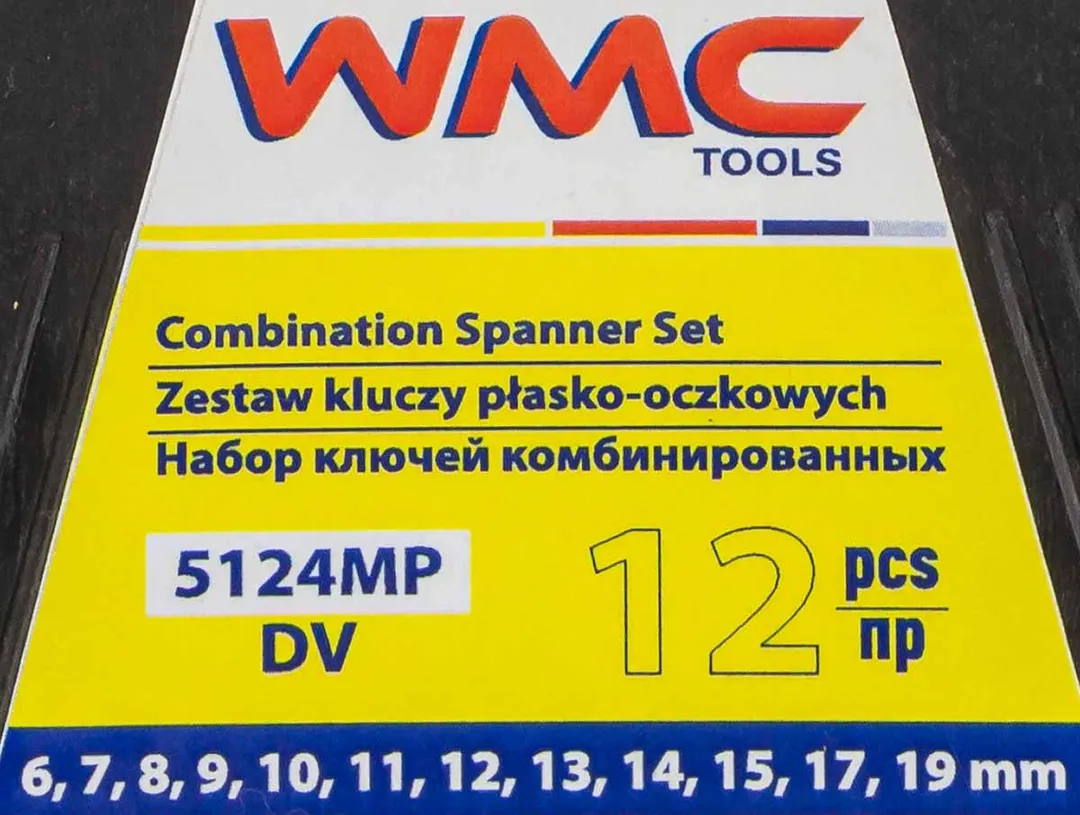 WMC
TOOLS
Combination Spanner Set
Zestaw kluczy płasko-oczkowych
Набор ключей комбинированных
5124MP
DV
12 pcs
пр
6, 7, 8, 9, 10, 11, 12, 13, 14, 15, 17, 19 mm